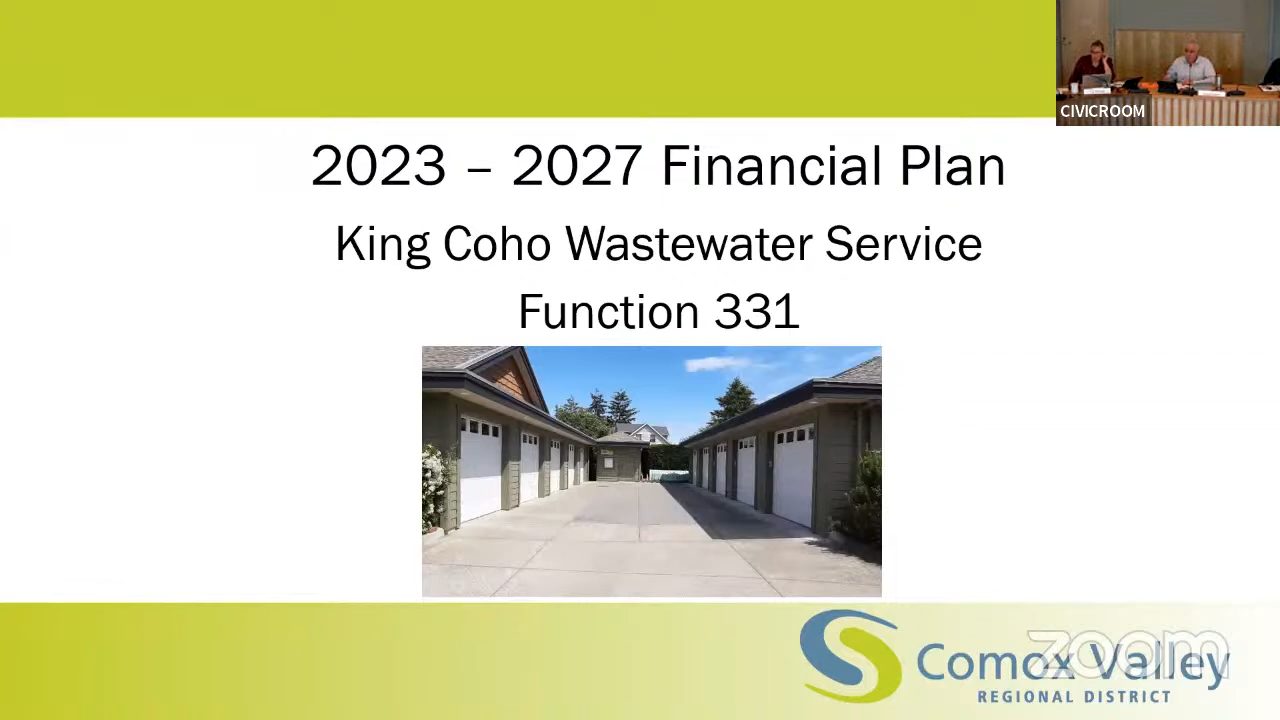 CIVICROOM
2023 – 2027 Financial Plan
King Coho Wastewater Service
Function 331
zoom
Comox Valley
REGIONAL DISTRICT